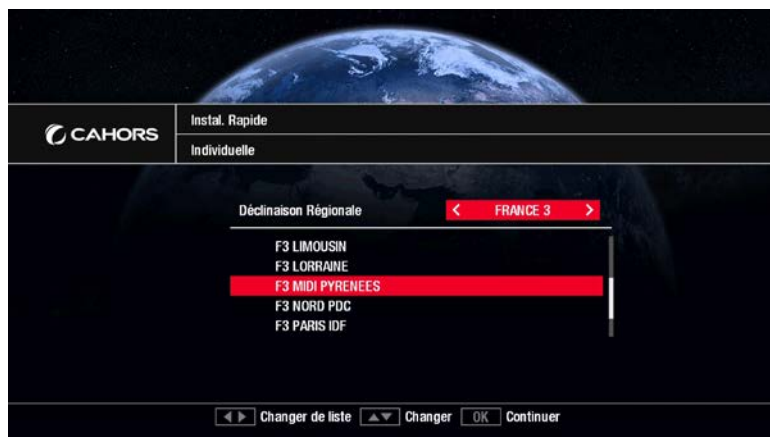 CAHORS
Instal. Rapide
Individuelle
Déclinaison Régionale < FRANCE 3 >
F3 LIMOUSIN
F3 LORRAINE
F3 MIDI PYRENEES
F3 NORD PDC
F3 PARIS IDF
Changer de liste Changer OK Continuer